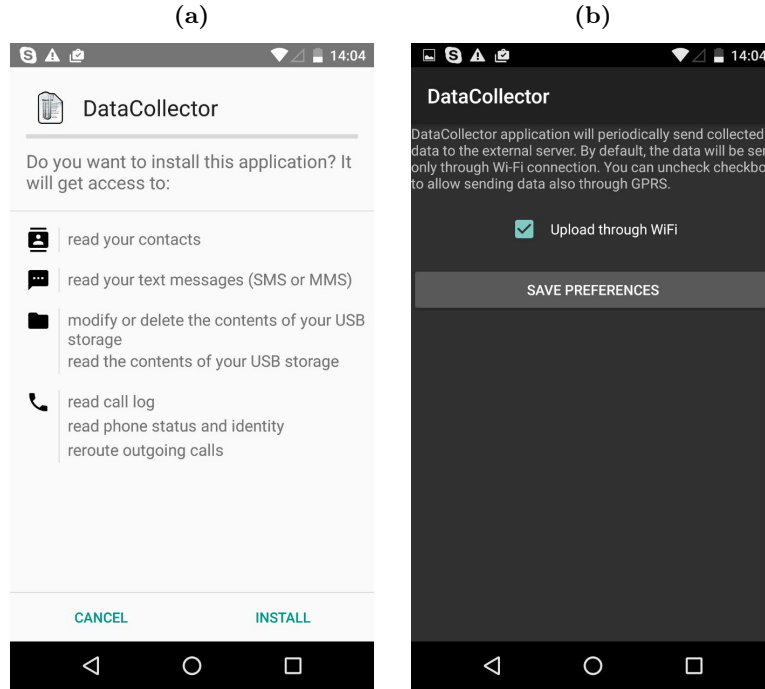 (a)
14:04
DataCollector
Do you want to install this application? It
will get access to:
read your contacts
read your text messages (SMS or MMS)
modify or delete the contents of your USB
storage
read the contents of your USB storage
read call log
read phone status and identity
reroute outgoing calls
CANCEL INSTALL
(b)
14:04
DataCollector
DataCollector application will periodically send collected
data to the external server. By default, the data will be
only through Wi-Fi connection. You can uncheck
to allow sending data also through GPRS.
Upload through WiFi
SAVE PREFERENCES